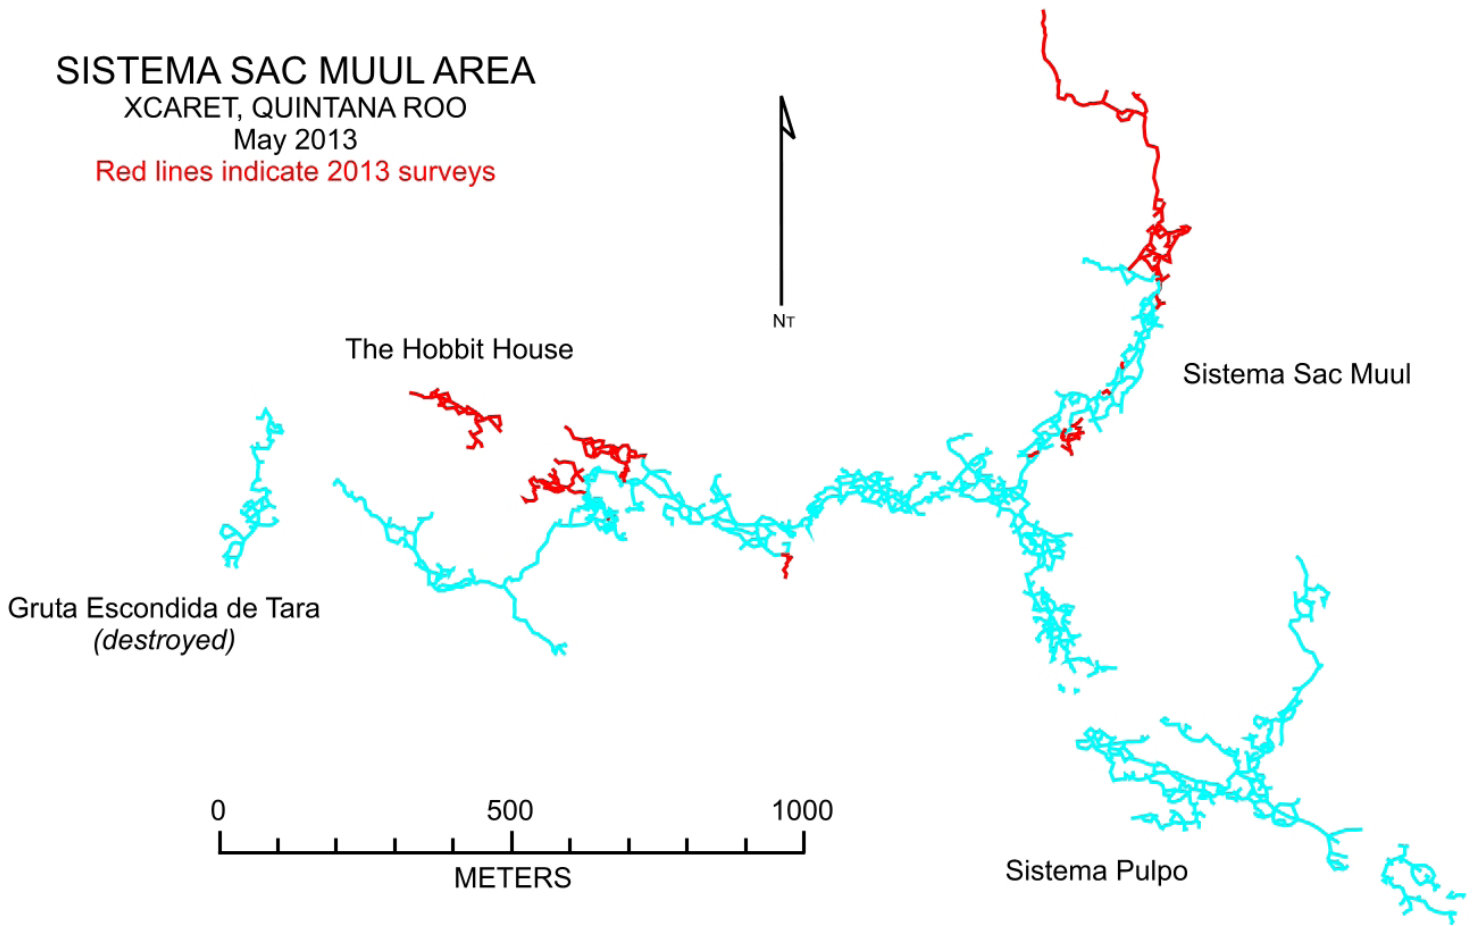 SISTEMA SAC MUUL AREA
XCARET, QUINTANA ROO
May 2013
Red lines indicate 2013 surveys
NT
The Hobbit House
Sistema Sac Muul
Gruta Escondida de Tara
(destroyed)
0 500 1000
METERS
Sistema Pulpo